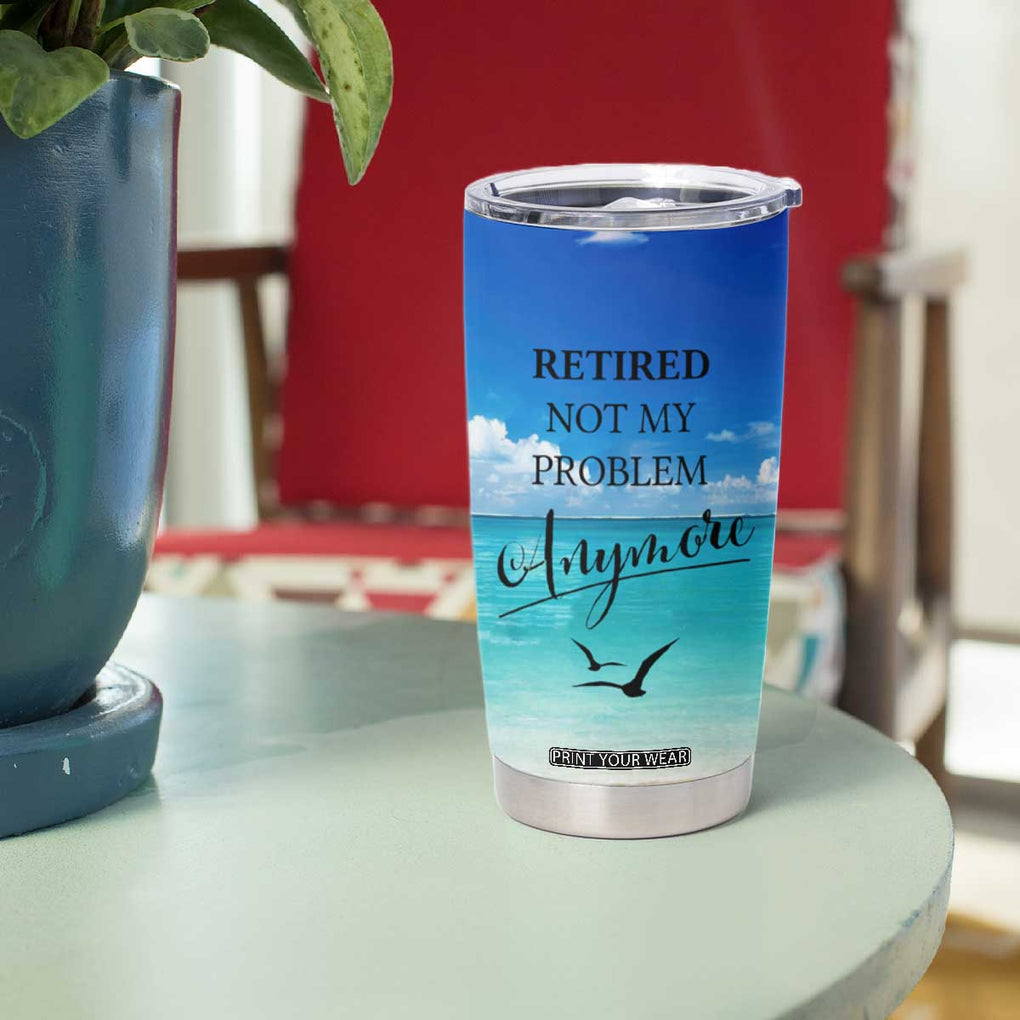 RETIRED
NOT MY
PROBLEM
Anymore
PRINT YOUR WEAR